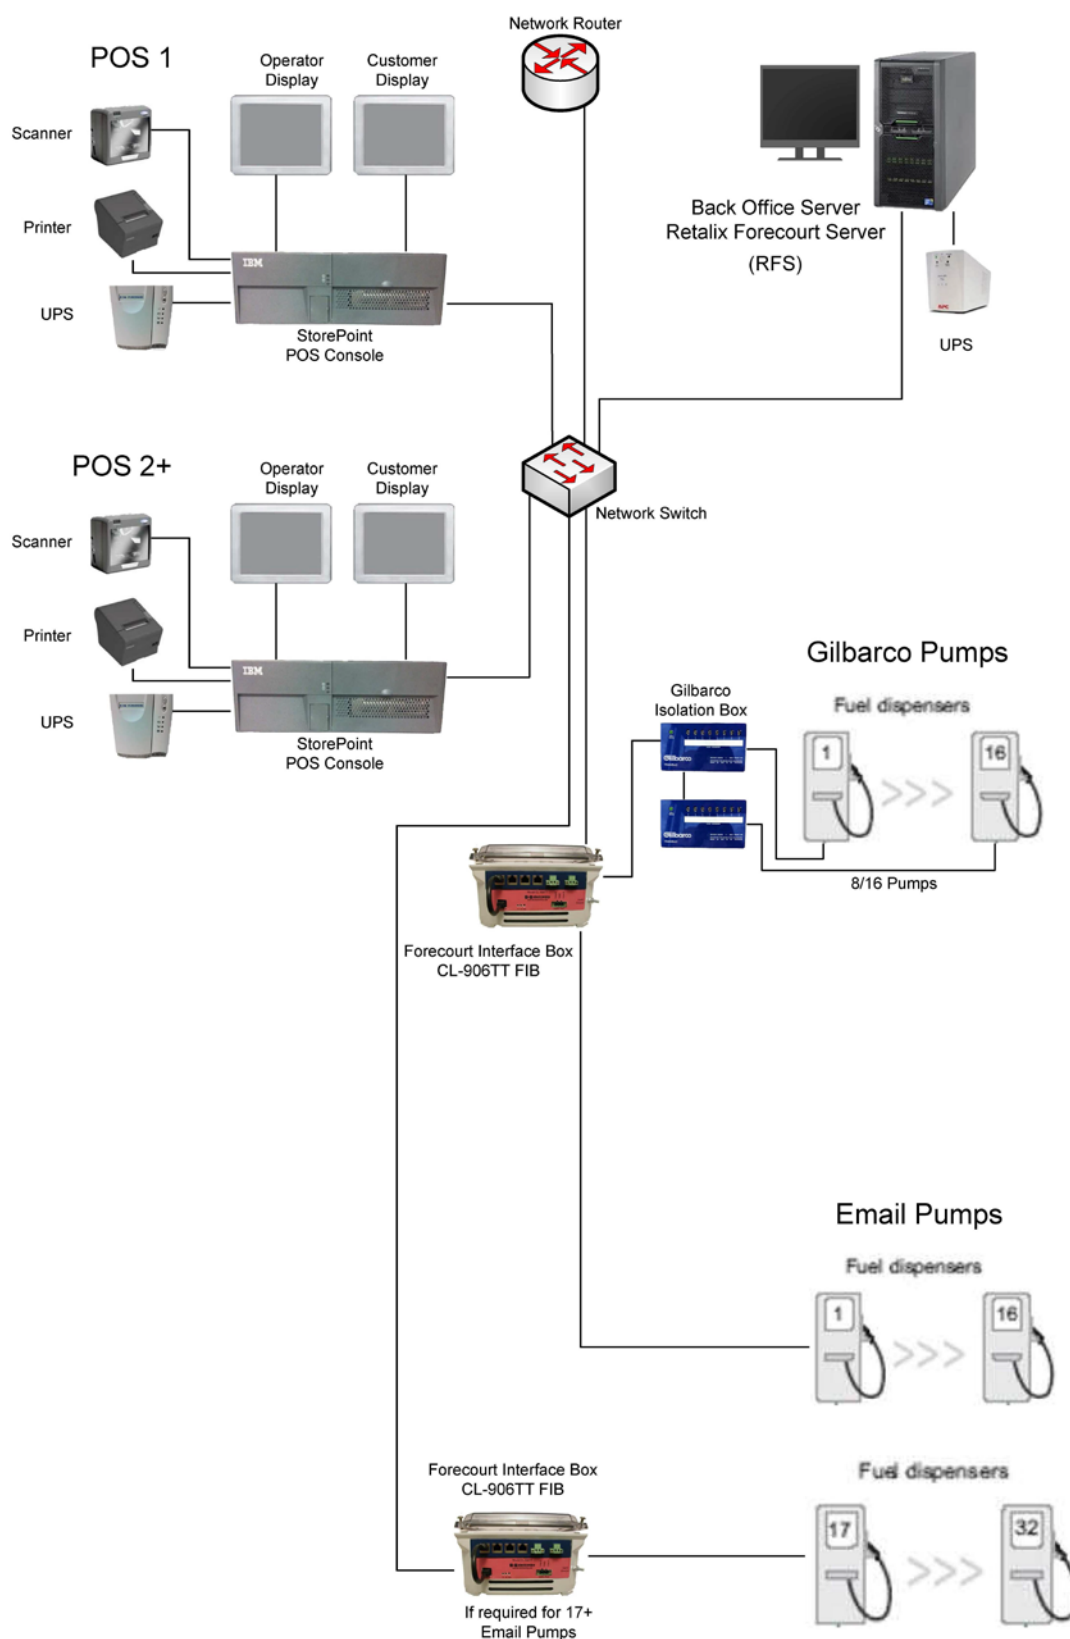 Network Router
POS 1
Operator
Display
Customer
Display
Scanner
Printer
IBM
UPS
StorePoint
POS Console
Back Office Server
Retalix Forecourt Server
(RFS)
APC
UPS
POS 2+
Operator
Display
Customer
Display
Network Switch
Scanner
Printer
IBM
UPS
StorePoint
POS Console
Gilbarco Pumps
Gilbarco
Isolation Box
Fuel dispensers
1
>>>
16
8/16 Pumps
Forecourt Interface Box
CL-906TT FIB
Email Pumps
Fuel dispensers
1
>>>
16
Forecourt Interface Box
CL-906TT FIB
Fuel dispensers
17
>>>
32
If required for 17+
Email Pumps